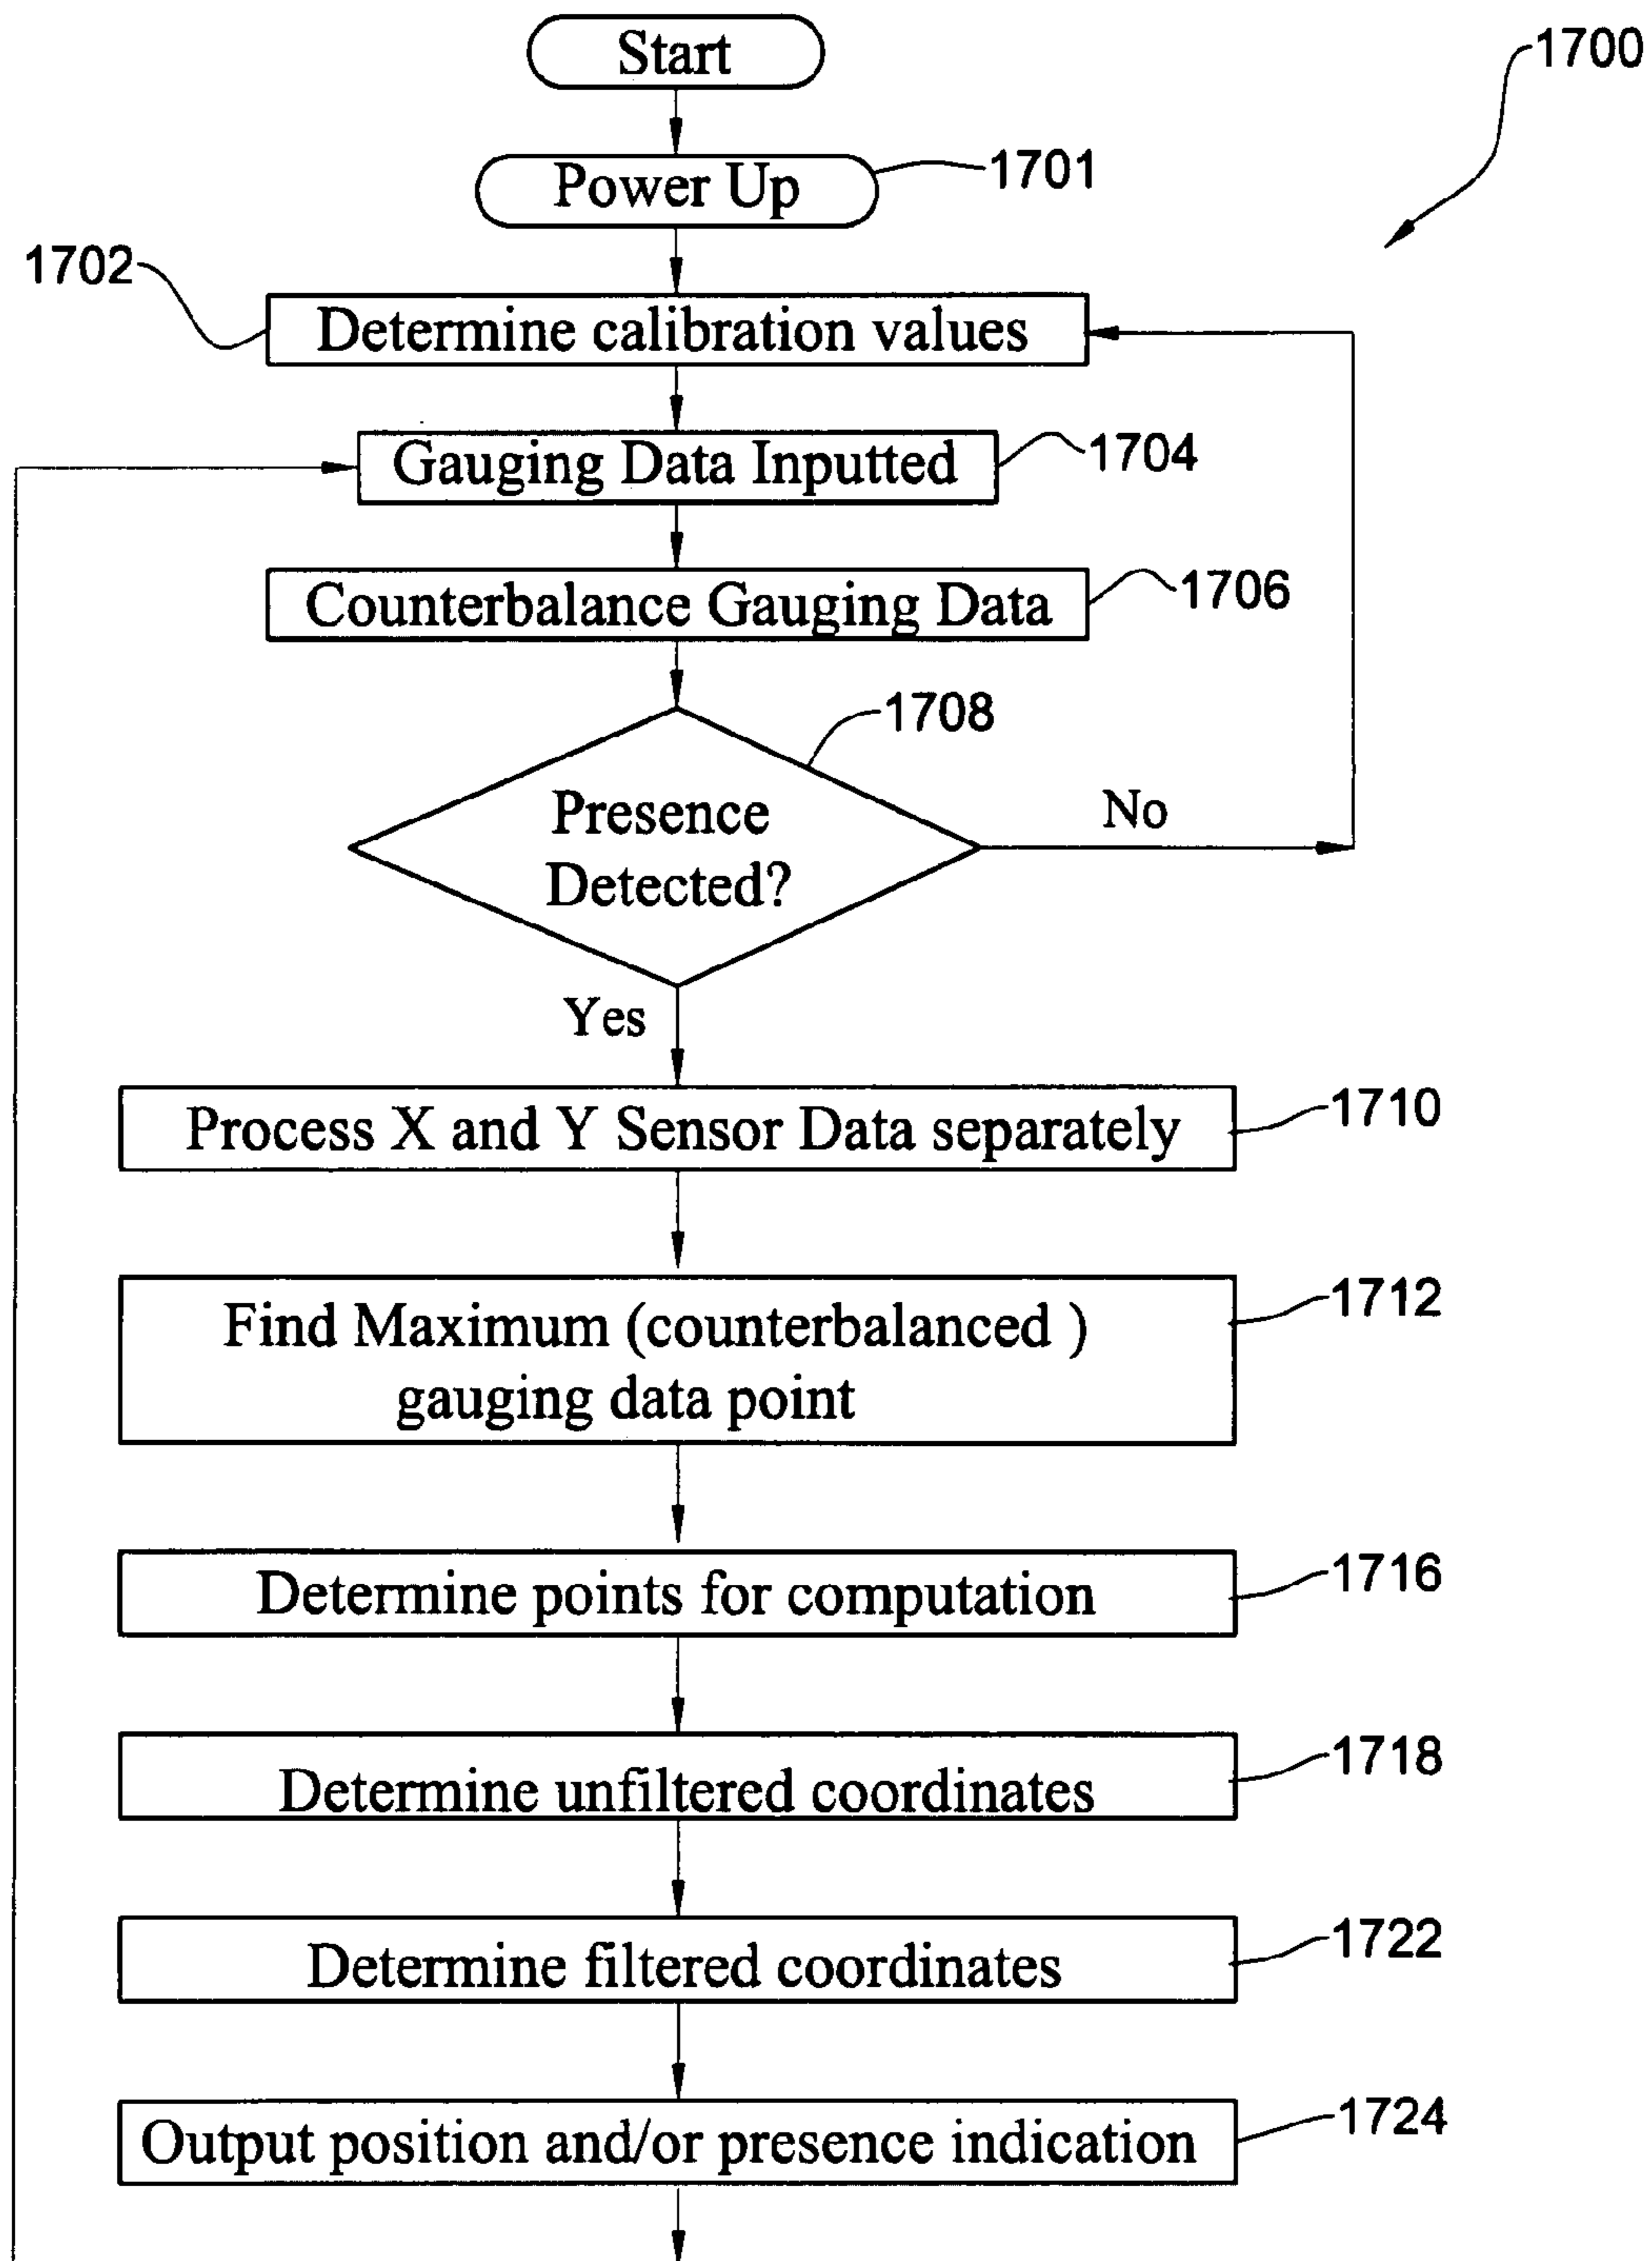 Start
1700
Power Up
1701
1702
Determine calibration values
Gauging Data Inputted
1704
Counterbalance Gauging Data
1706
1708
Presence
Detected?
No
Yes
Process X and Y Sensor Data separately
1710
Find Maximum (counterbalanced )
gauging data point
1712
Determine points for computation
1716
Determine unfiltered coordinates
1718
Determine filtered coordinates
1722
Output position and/or presence indication
1724